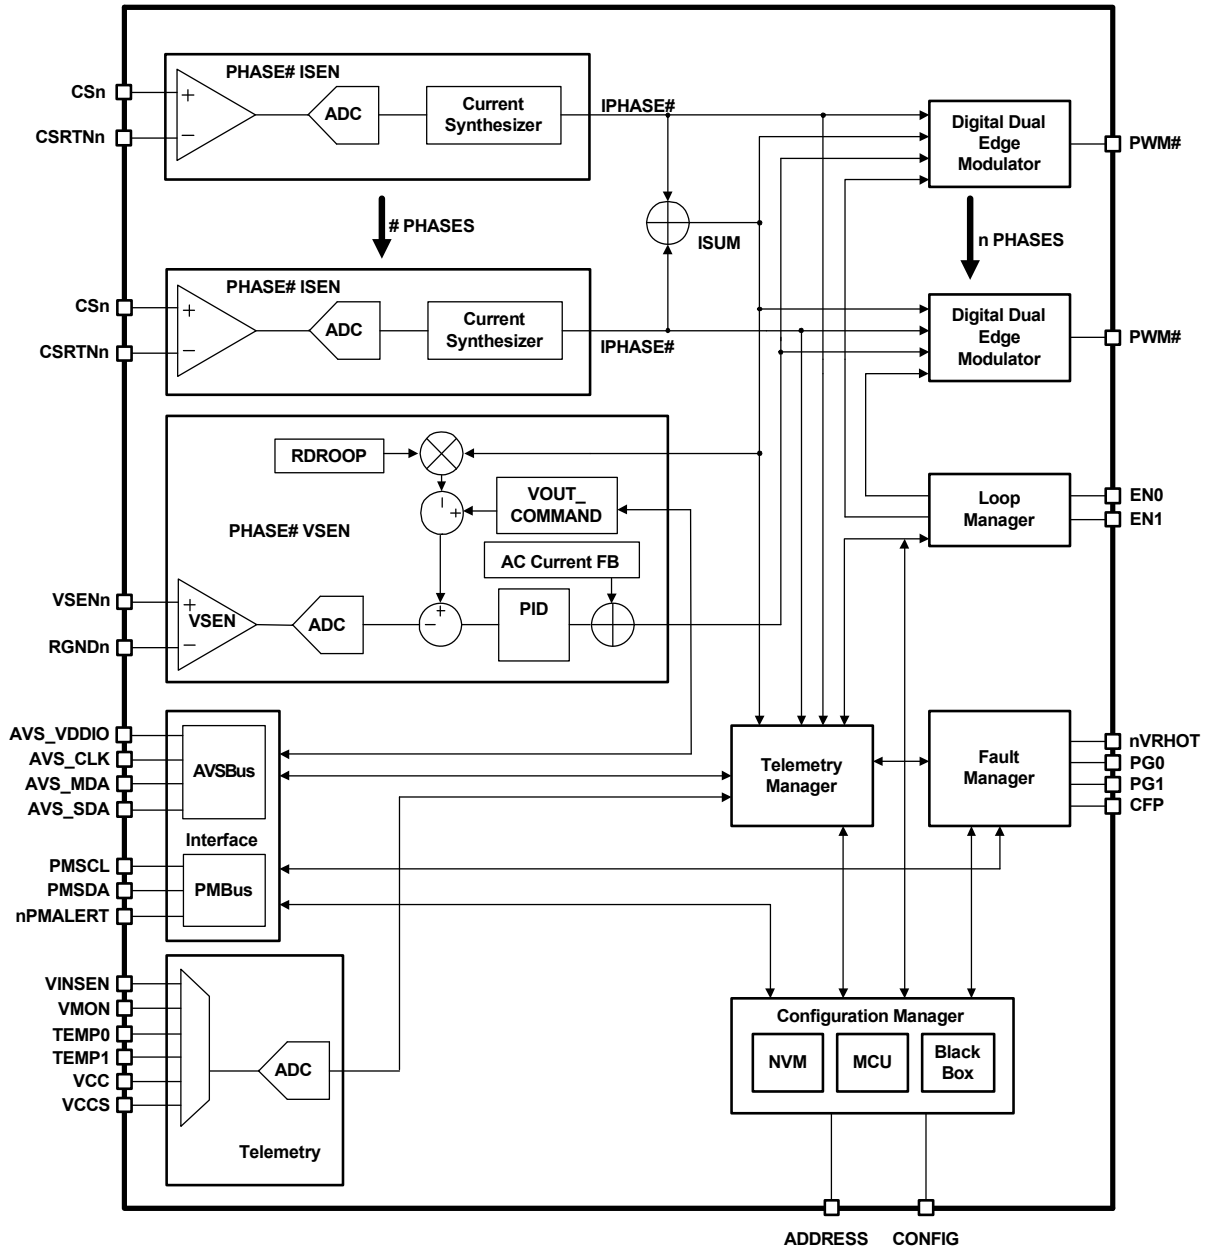 PHASE# ISEN
CSn
+
ADC
Current
Synthesizer
IPHASE#
CSRTNn
−
Digital Dual
Edge
Modulator
PWM#
# PHASES
ISUM
n PHASES
PHASE# ISEN
CSn
+
ADC
Current
Synthesizer
IPHASE#
CSRTNn
−
Digital Dual
Edge
Modulator
PWM#
RDROOP
VOUT_
COMMAND
−
+
PHASE# VSEN
AC Current FB
Loop
Manager
EN0
EN1
VSENn
+
VSEN
−
RGNDn
ADC
+
−
PID
AVS_VDDIO
AVS_CLK
AVS_MDA
AVS_SDA
AVSBus
Interface
PMSCL
PMSDA
nPMALERT
PMBus
Telemetry
Manager
Fault
Manager
nVRHOT
PG0
PG1
CFP
VINSEN
VMON
TEMP0
TEMP1
VCC
VCCS
ADC
Telemetry
Configuration Manager
NVM
MCU
Black
Box
ADDRESS
CONFIG